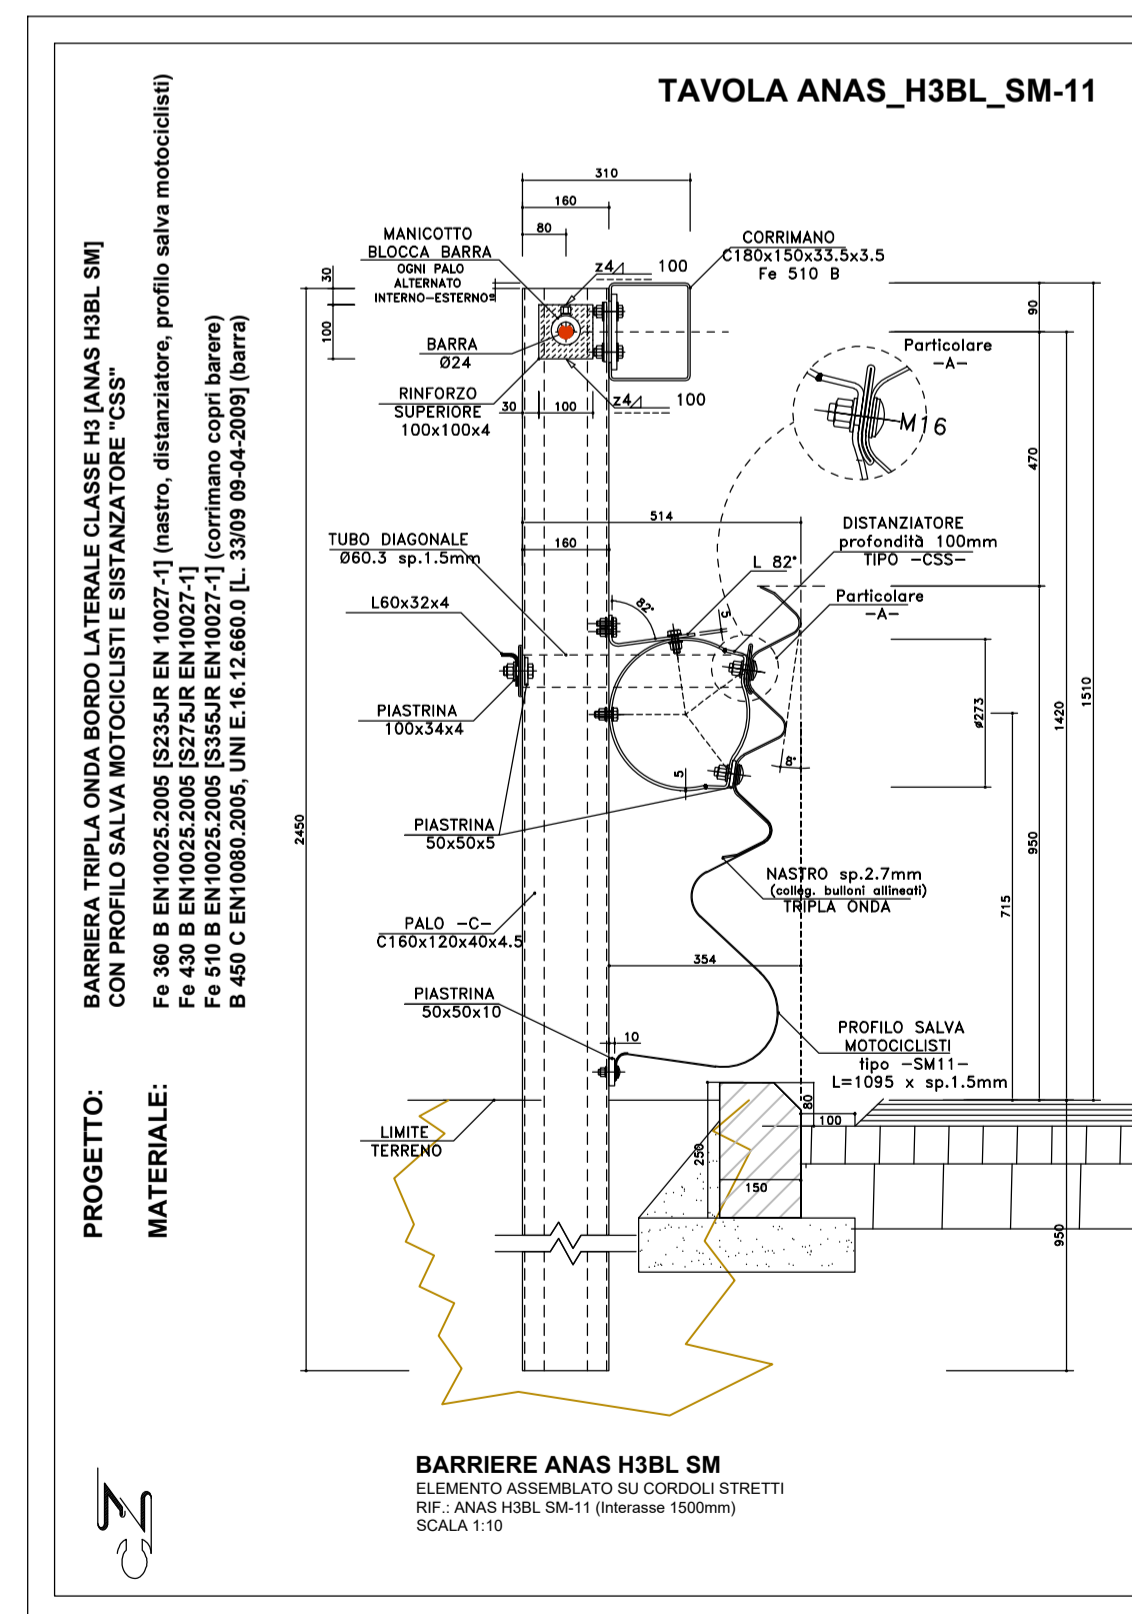 TAVOLA ANAS_H3BL_SM-11
PROGETTO:
BARRIERA TRIPLA ONDA BORDO LATERALE CLASSE H3 [ANAS H3BL SM]
CON PROFILO SALVA MOTOCICLISTI E SISTANZATORE "CSS"
MATERIALE:
Fe 360 B EN10025.2005 [S235JR EN 10027-1] (nastro, distanziatore, profilo salva motociclisti)
Fe 430 B EN10025.2005 [S275JR EN10027-1]
Fe 510 B EN10025.2005 [S355JR EN10027-1] (corrimano copri barere)
B 450 C EN10080.2005, UNI E.16.12.660.0 [L. 33/09 09-04-2009] (barra)
310
160
80
MANICOTTO
BLOCCA BARRA
OGNI PALO
ALTERNATO
INTERNO-ESTERNO
z4 100
CORRIMANO
C180x150x33.5x3.5
Fe 510 B
30
100
90
BARRA
Ø24
Particolare
-A-
RINFORZO
SUPERIORE
100x100x4
30
100
z4 100
M16
470
514
160
TUBO DIAGONALE
Ø60.3 sp.1.5mm
DISTANZIATORE
profondità 100mm
TIPO -CSS-
L 82°
82°
5
L60x32x4
Particolare
-A-
PIASTRINA
100x34x4
ø273
1420
1510
8°
5
2450
PIASTRINA
50x50x5
950
NASTRO sp.2.7mm
(colleg. bulloni allineati)
TRIPLA ONDA
715
PALO -C-
C160x120x40x4.5
354
PIASTRINA
50x50x10
10
PROFILO SALVA
MOTOCICLISTI
tipo -SM11-
L=1095 x sp.1.5mm
80
100
LIMITE
TERRENO
250
150
950
BARRIERE ANAS H3BL SM
ELEMENTO ASSEMBLATO SU CORDOLI STRETTI
RIF.: ANAS H3BL SM-11 (Interasse 1500mm)
SCALA 1:10